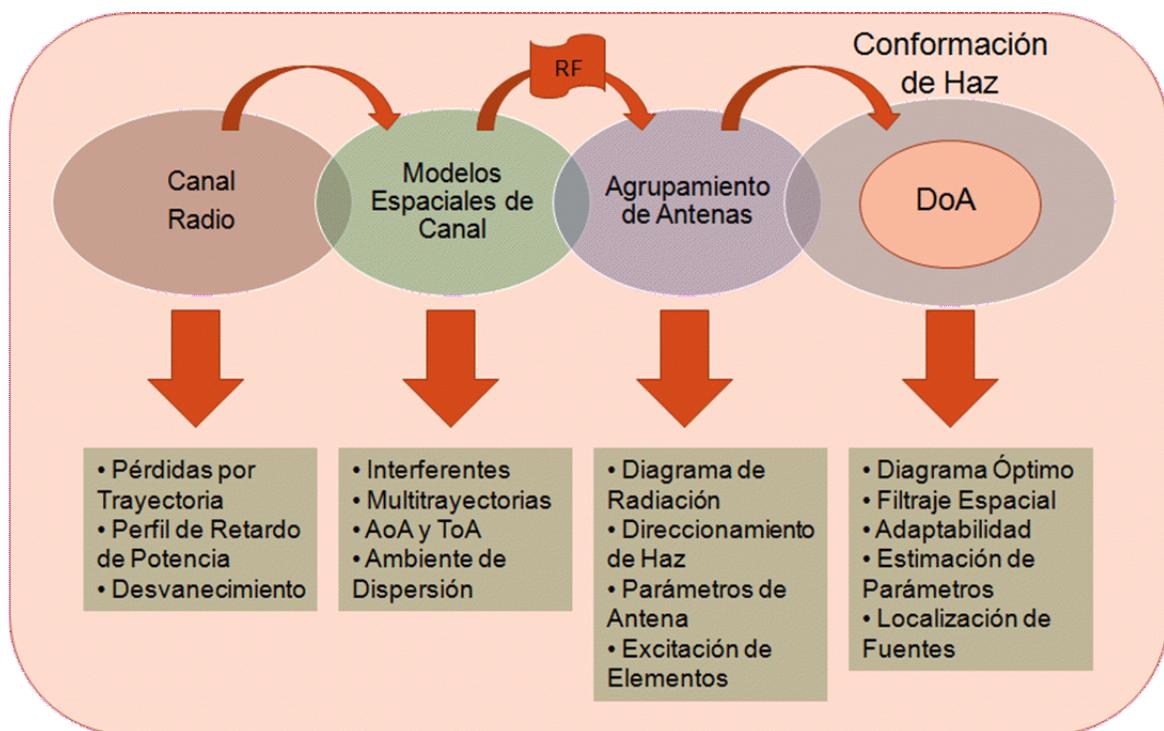 Conformación
de Haz
RF
Canal
Radio
Modelos
Espaciales de
Canal
Agrupamiento
de Antenas
DoA
• Pérdidas por
Trayectoria
• Perfil de Retardo
de Potencia
• Desvanecimiento
• Interferentes
• Multitrayectorias
• AoA y ToA
• Ambiente de
Dispersión
• Diagrama de
Radiación
• Direccionamiento
de Haz
• Parámetros de
Antena
• Excitación de
Elementos
• Diagrama Óptimo
• Filtraje Espacial
• Adaptabilidad
• Estimación de
Parámetros
• Localización de
Fuentes